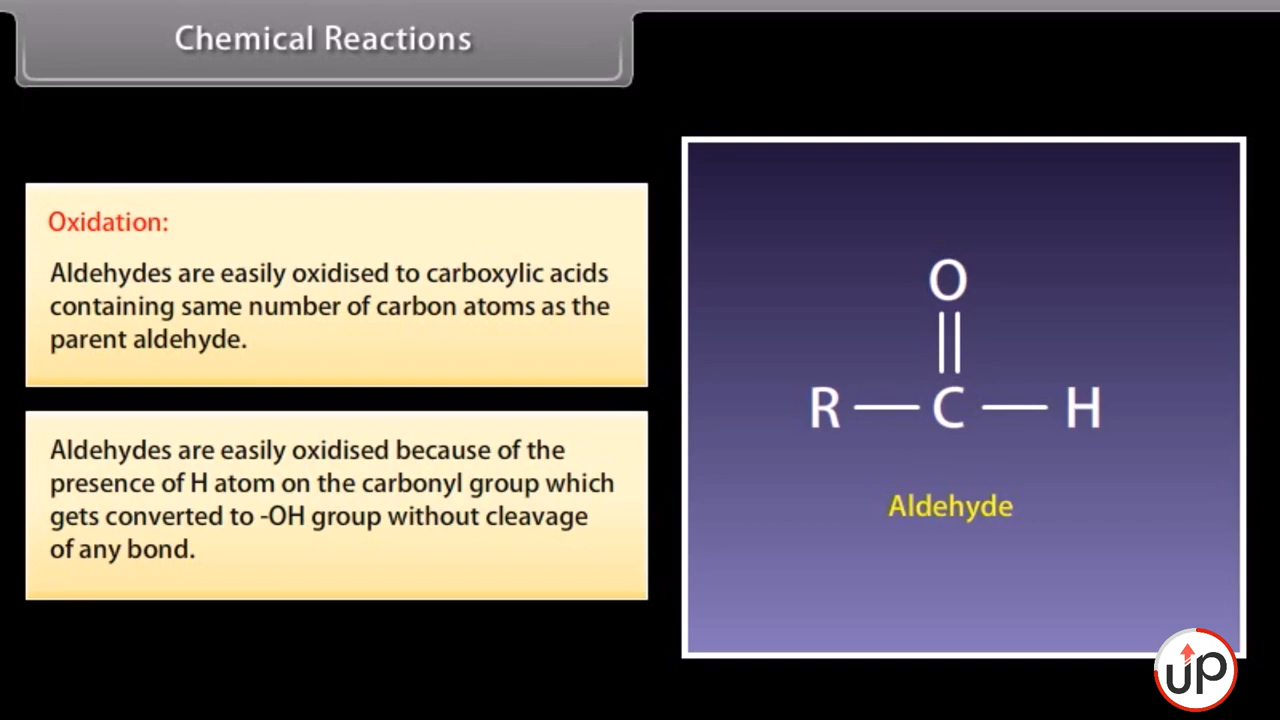 Chemical Reactions
Oxidation:
Aldehydes are easily oxidised to carboxylic acids
containing same number of carbon atoms as the
parent aldehyde.
Aldehydes are easily oxidised because of the
presence of H atom on the carbonyl group which
gets converted to -OH group without cleavage
of any bond.
O
R — C — H
Aldehyde
up